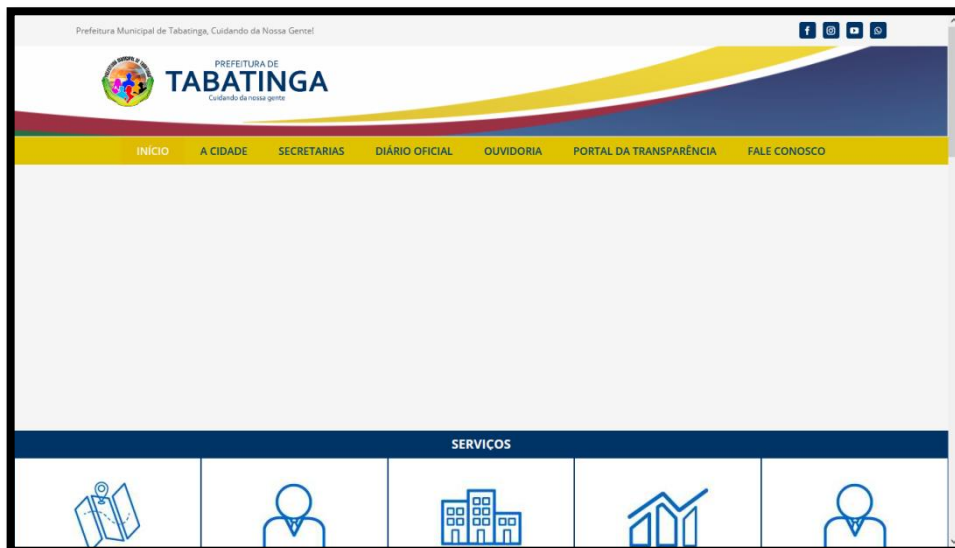 Prefeitura Municipal de Tabatinga, Cuidando da Nossa Gente!
PREFEITURA DE
TABATINGA
Cuidando da nossa gente
INÍCIO A CIDADE SECRETARIAS DIÁRIO OFICIAL OUVIDORIA PORTAL DA TRANSPARÊNCIA FALE CONOSCO
SERVIÇOS